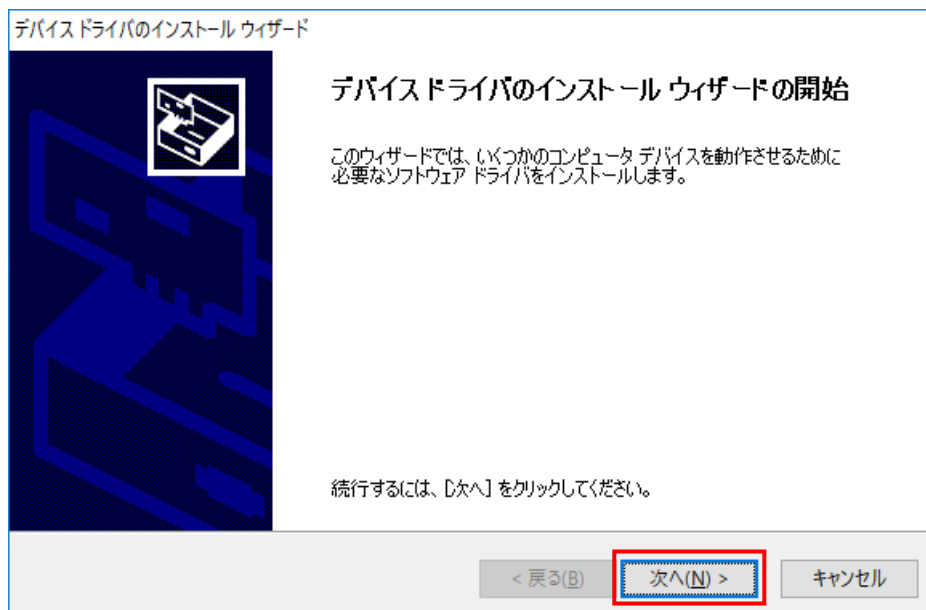 デバイス ドライバのインストール ウィザード
デバイス ドライバのインストール ウィザードの開始
このウィザードでは、いくつかのコンピュータ デバイスを動作させるために
必要なソフトウェア ドライバをインストールします。
続行するには、[次へ] をクリックしてください。
< 戻る(B) 次へ(N) > キャンセル